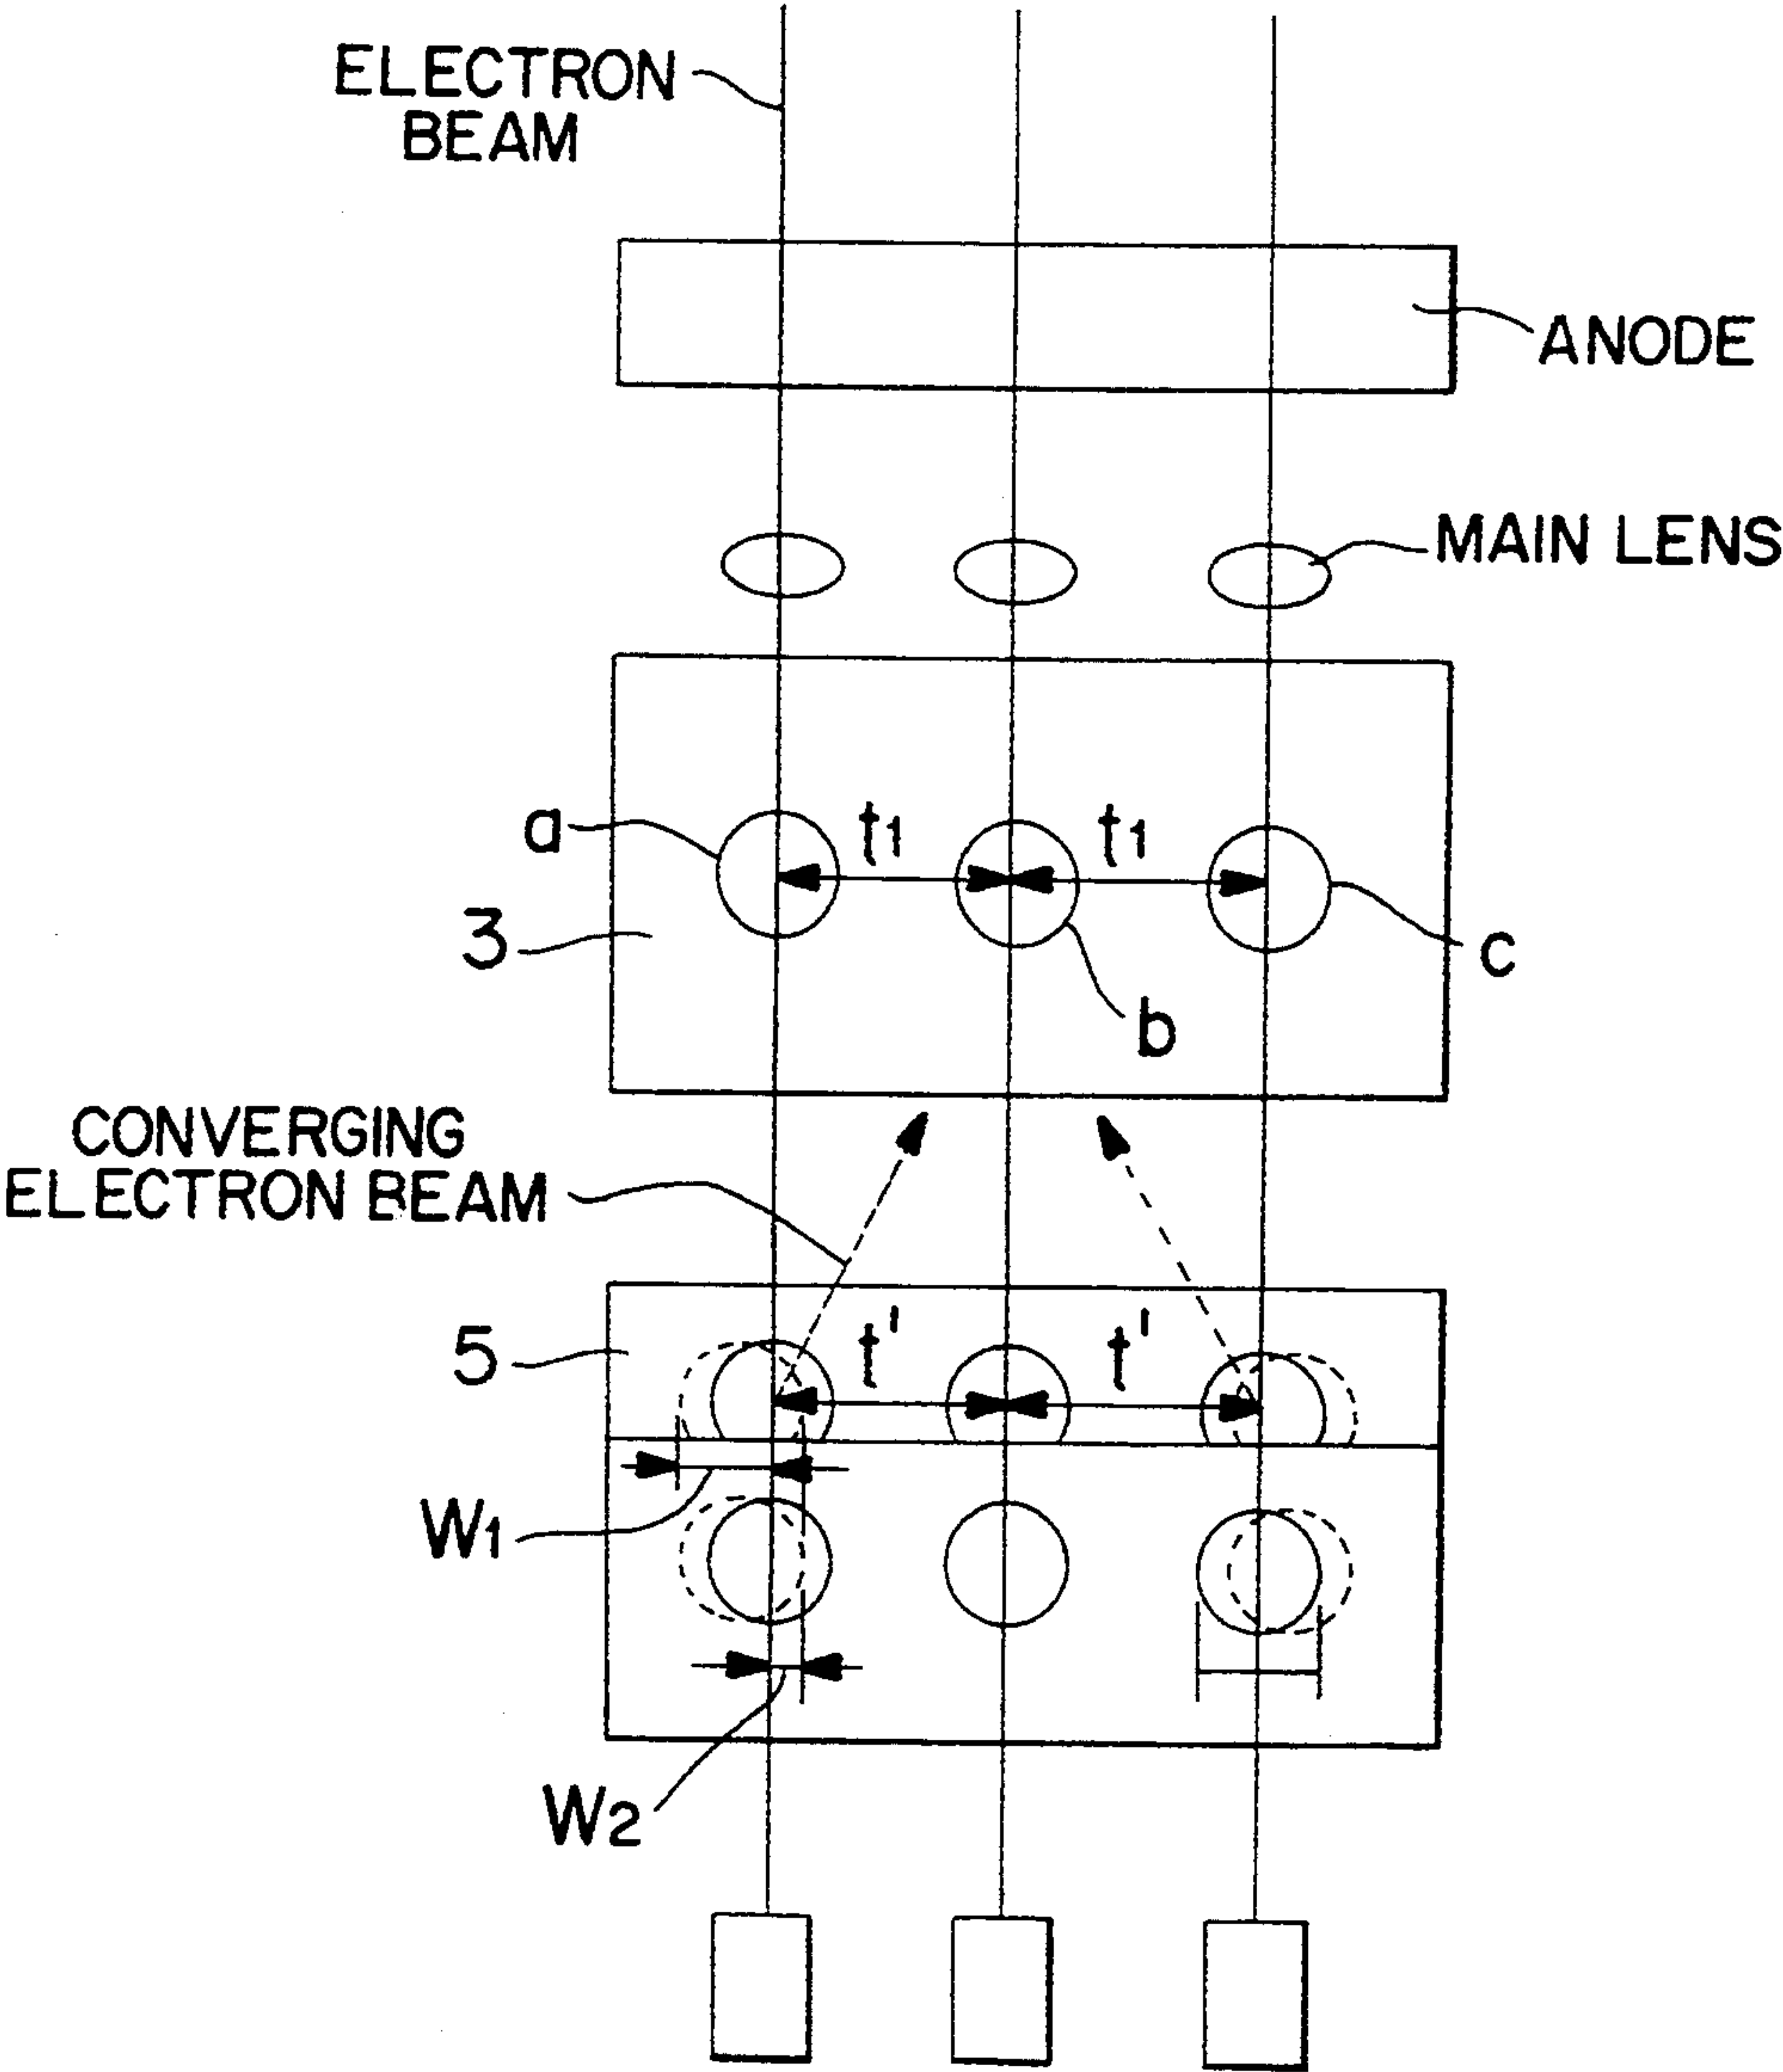 ELECTRON
BEAM
ANODE
MAIN LENS
a
t1
t1
3
b
c
CONVERGING
ELECTRON BEAM
5
t'
t'
W1
W2